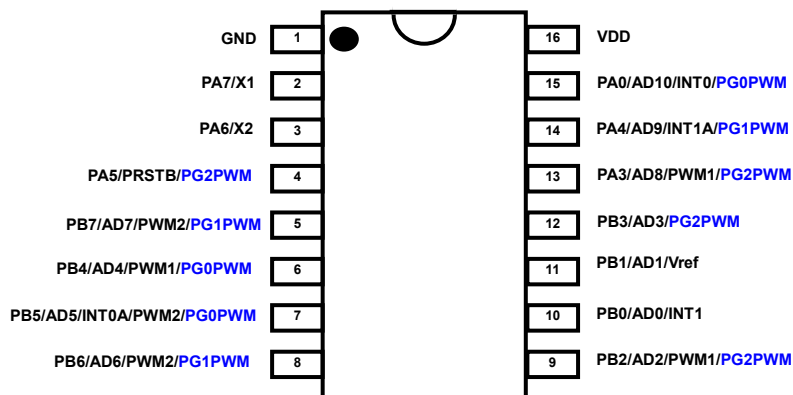 GND 1 16 VDD
PA7/X1 2 15 PA0/AD10/INT0/PG0PWM
PA6/X2 3 14 PA4/AD9/INT1A/PG1PWM
PA5/PRSTB/PG2PWM 4 13 PA3/AD8/PWM1/PG2PWM
PB7/AD7/PWM2/PG1PWM 5 12 PB3/AD3/PG2PWM
PB4/AD4/PWM1/PG0PWM 6 11 PB1/AD1/Vref
PB5/AD5/INT0A/PWM2/PG0PWM 7 10 PB0/AD0/INT1
PB6/AD6/PWM2/PG1PWM 8 9 PB2/AD2/PWM1/PG2PWM